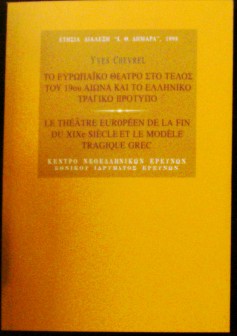 ΕΤΗΣΙΑ ΔΙΑΛΕΞΗ "Κ. Θ. ΔΗΜΑΡΑ", 1998
YVES CHEVREL
ΤΟ ΕΥΡΩΠΑΪΚΟ ΘΕΑΤΡΟ ΣΤΟ ΤΕΛΟΣ
ΤΟΥ 19ου ΑΙΩΝΑ ΚΑΙ ΤΟ ΕΛΛΗΝΙΚΟ
ΤΡΑΓΙΚΟ ΠΡΟΤΥΠΟ
LE THÉÂTRE EUROPÉEN DE LA FIN
DU XIXe SIÈCLE ET LE MODÈLE
TRAGIQUE GREC
ΚΕΝΤΡΟ ΝΕΟΕΛΛΗΝΙΚΩΝ ΕΡΕΥΝΩΝ
ΕΘΝΙΚΟΥ ΙΔΡΥΜΑΤΟΣ ΕΡΕΥΝΩΝ